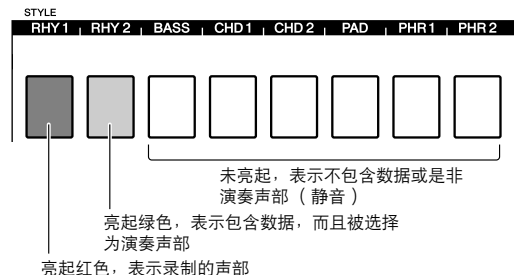 STYLE
RHY 1 RHY 2 BASS CHD 1 CHD 2 PAD PHR 1 PHR 2
未亮起，表示不包含数据或是非
演奏声部（静音）
亮起绿色，表示包含数据，而且被选择
为演奏声部
亮起红色，表示录制的声部